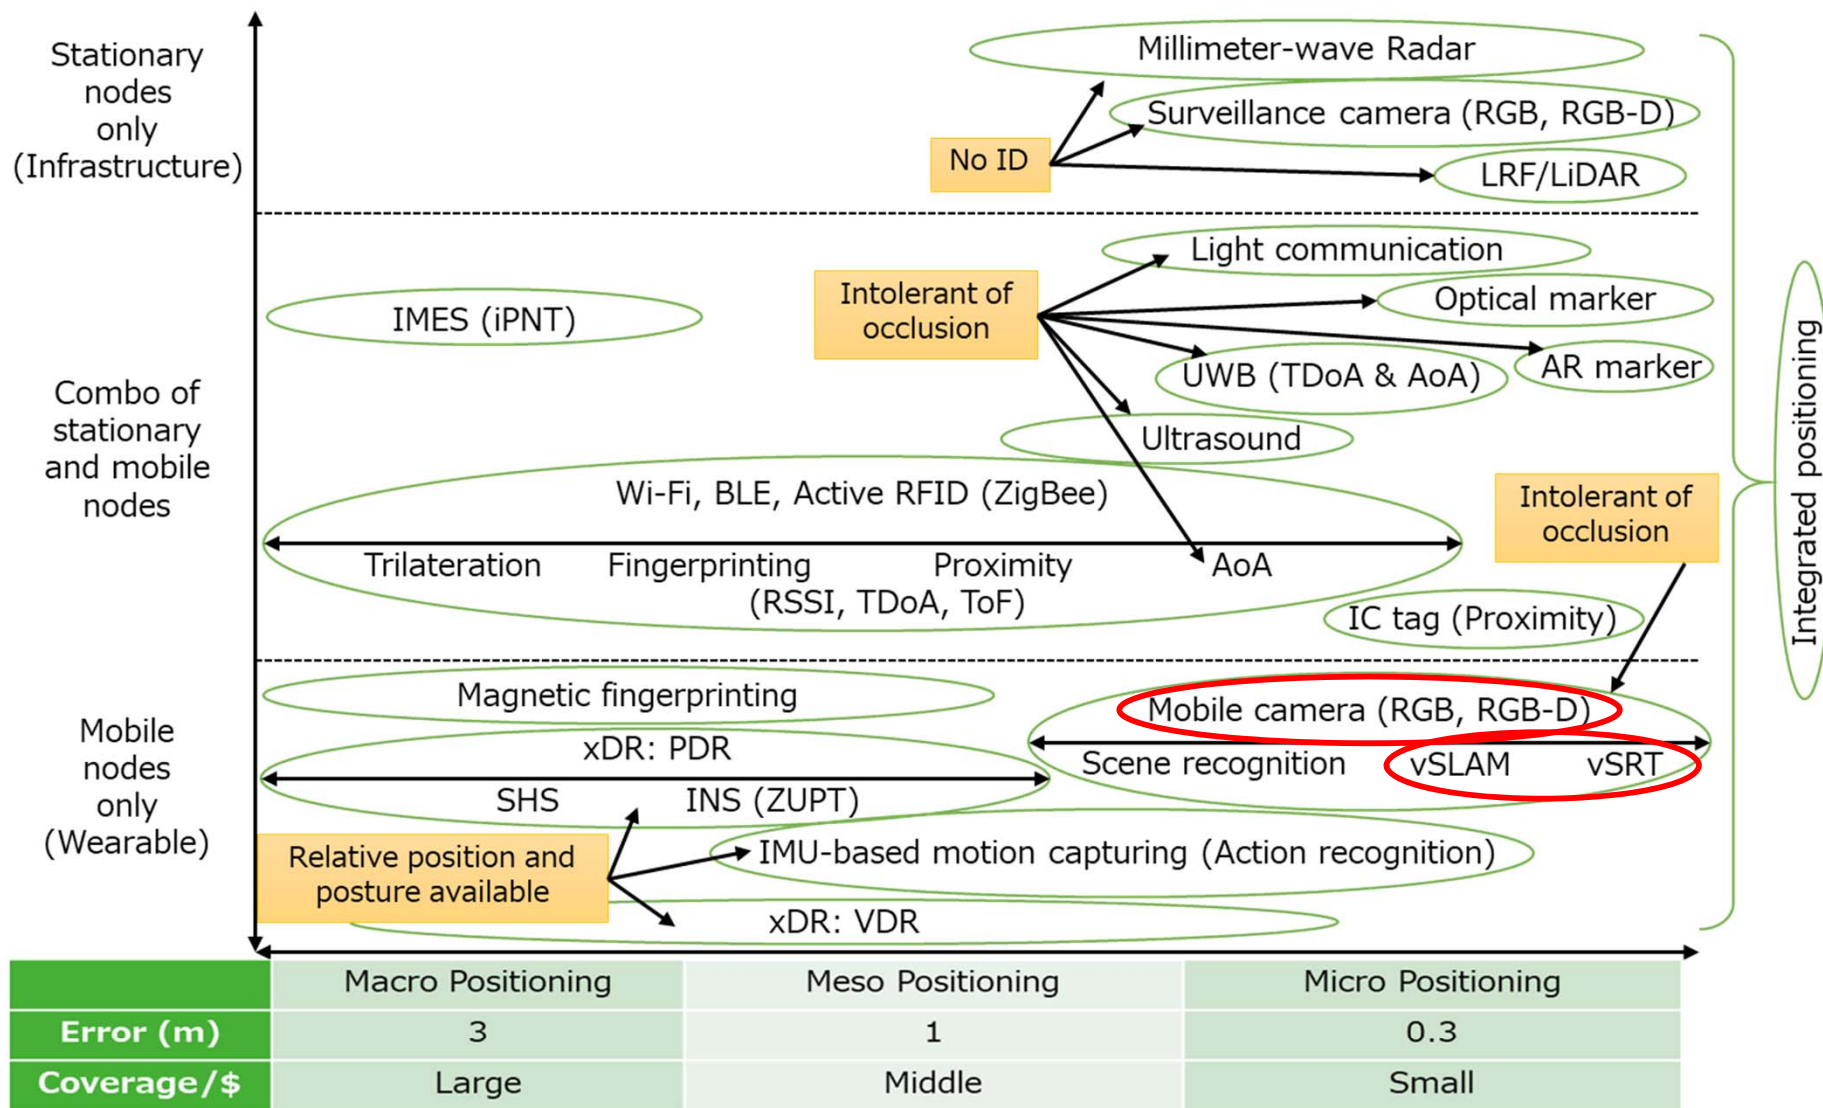 Stationary
nodes
only
(Infrastructure)
Millimeter-wave Radar
Surveillance camera (RGB, RGB-D)
No ID
LRF/LiDAR
Combo of
stationary
and mobile
nodes
Light communication
Intolerant of
occlusion
Optical marker
IMES (iPNT)
AR marker
UWB (TDoA & AoA)
Ultrasound
Wi-Fi, BLE, Active RFID (ZigBee)
Trilateration Fingerprinting Proximity AoA
(RSSI, TDoA, ToF)
Intolerant of
occlusion
IC tag (Proximity)
Mobile
nodes
only
(Wearable)
Magnetic fingerprinting
Mobile camera (RGB, RGB-D)
Scene recognition vSLAM vSRT
xDR: PDR
SHS INS (ZUPT)
Relative position and
posture available
IMU-based motion capturing (Action recognition)
xDR: VDR
Integrated positioning
Macro Positioning Meso Positioning Micro Positioning
Error (m) 3 1 0.3
Coverage/$ Large Middle Small